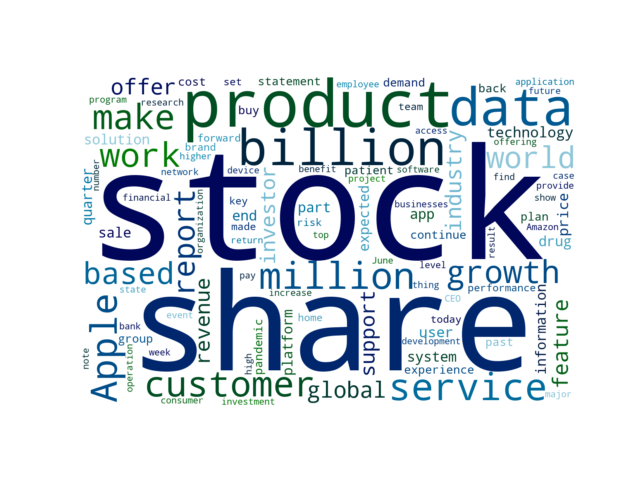 offer
cost
set
statement
employee
demand
application
future
program
research
product
data
back
make
buy
team
technology
access
solution
forward
billion
offering
work
brand
higher
industry
world
network
device
benefit
patient
software
find
case
provide
number
stock
quarter
financial
report
organization
investor
project
key
part
expected
businesses
app
show
Amazon
plan
price
end
made
risk
sale
return
top
continue
result
drug
based
state
pay
million
June
level
growth
thing
performance
increase
CEO
Apple
share
revenue
event
home
support
today
user
information
feature
bank
group
week
pandemic
platform
high
development
past
note
operation
system
experience
customer
global
service
consumer
investment
major